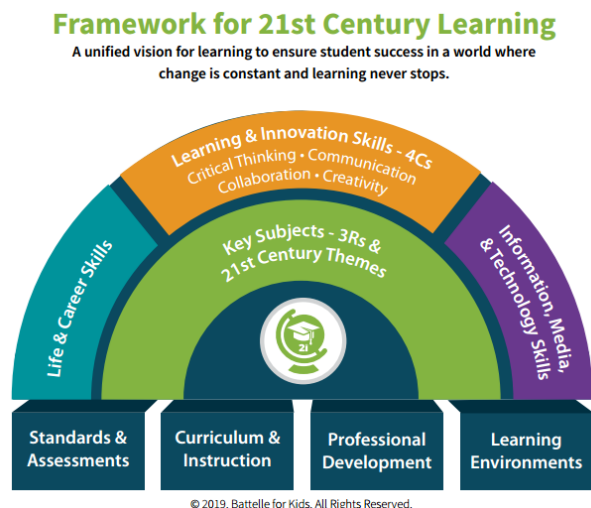 Framework for 21st Century Learning
A unified vision for learning to ensure student success in a world where
change is constant and learning never stops.
Learning & Innovation Skills - 4Cs
Critical Thinking • Communication
Collaboration • Creativity
Life & Career Skills
Key Subjects - 3Rs &
21st Century Themes
Information, Media,
& Technology Skills
21
Standards &
Assessments
Curriculum &
Instruction
Professional
Development
Learning
Environments
© 2019, Battelle for Kids. All Rights Reserved.